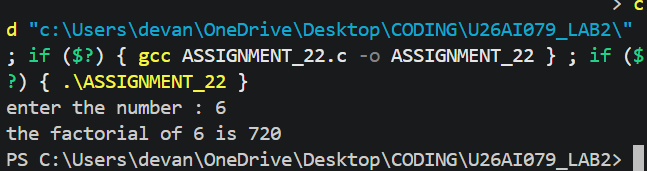 > c
d "c:\Users\devan\OneDrive\Desktop\CODING\U26AI079_LAB2\"
; if ($?) { gcc ASSIGNMENT_22.c -o ASSIGNMENT_22 } ; if ($
?) { .\ASSIGNMENT_22 }
enter the number : 6
the factorial of 6 is 720
PS C:\Users\devan\OneDrive\Desktop\CODING\U26AI079_LAB2>